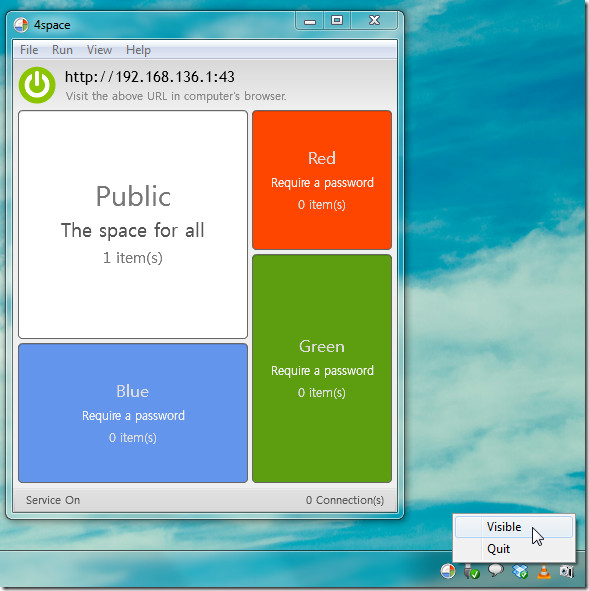 4space
File Run View Help
http://192.168.136.1:43
Visit the above URL in computer's browser.
Public
The space for all
1 item(s)
Red
Require a password
0 item(s)
Blue
Require a password
0 item(s)
Green
Require a password
0 item(s)
Service On 0 Connection(s)
Visible
Quit